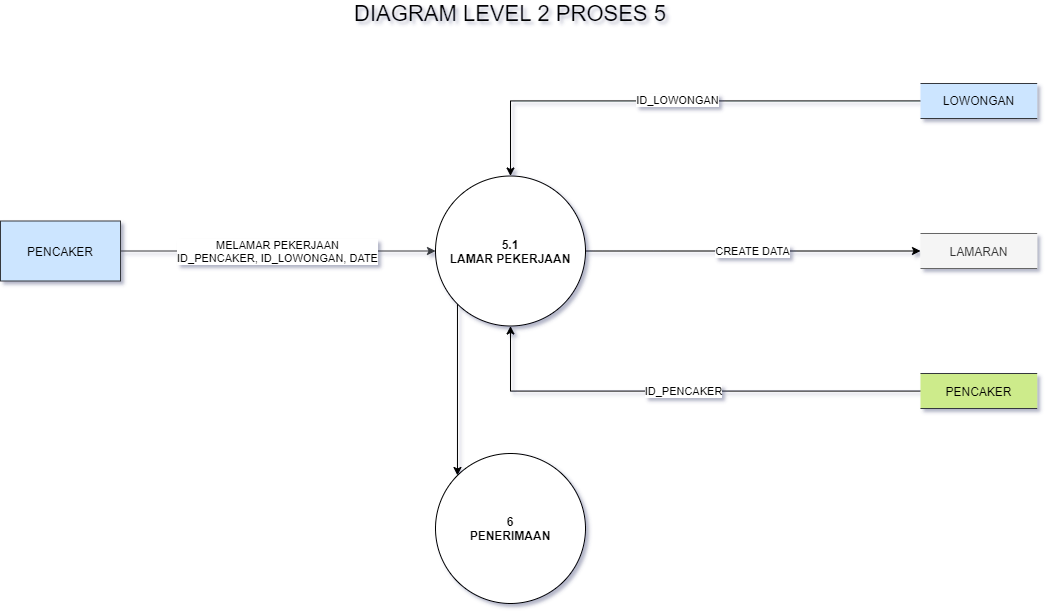 DIAGRAM LEVEL 2 PROSES 5
ID_LOWONGAN
LOWONGAN
PENCAKER
MELAMAR PEKERJAAN
ID_PENCAKER, ID_LOWONGAN, DATE
5.1
LAMAR PEKERJAAN
CREATE DATA
LAMARAN
ID_PENCAKER
PENCAKER
6
PENERIMAAN